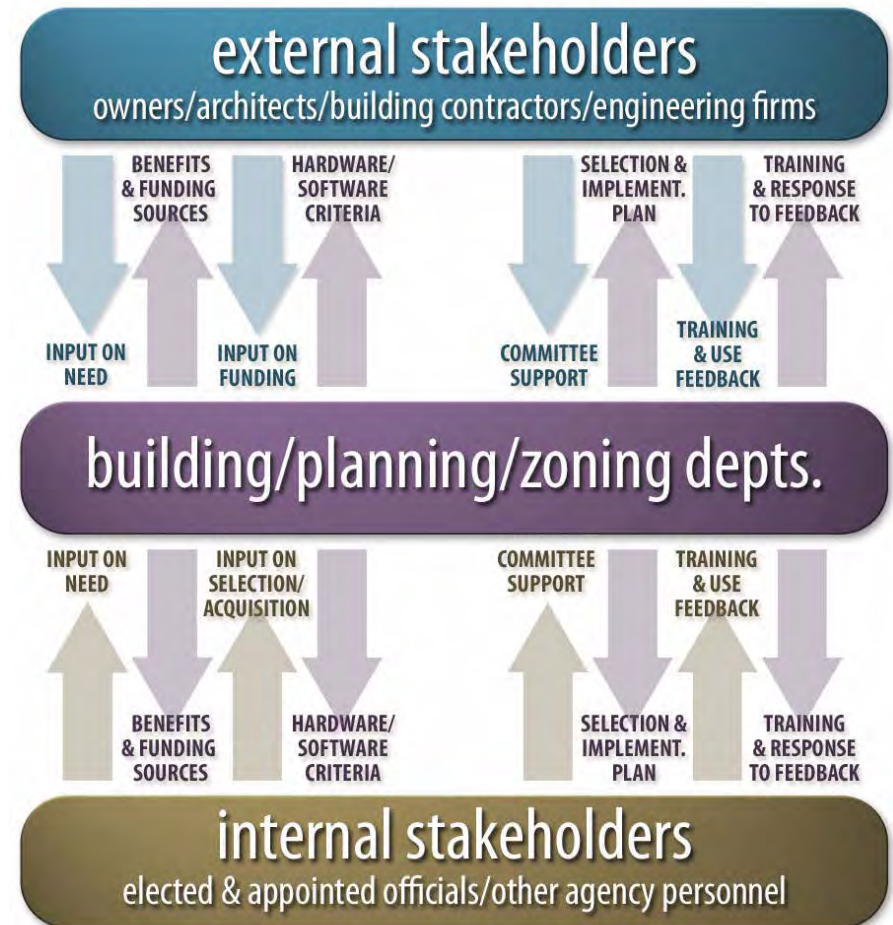 external stakeholders
owners/architects/building contractors/engineering firms
BENEFITS
& FUNDING
SOURCES
HARDWARE/
SOFTWARE
CRITERIA
SELECTION &
IMPLEMENT.
PLAN
TRAINING
& RESPONSE
TO FEEDBACK
INPUT ON
NEED
INPUT ON
FUNDING
COMMITTEE
SUPPORT
TRAINING
& USE
FEEDBACK
building/planning/zoning depts.
INPUT ON
NEED
INPUT ON
SELECTION/
ACQUISITION
COMMITTEE
SUPPORT
TRAINING
& USE
FEEDBACK
BENEFITS
& FUNDING
SOURCES
HARDWARE/
SOFTWARE
CRITERIA
SELECTION &
IMPLEMENT.
PLAN
TRAINING
& RESPONSE
TO FEEDBACK
internal stakeholders
elected & appointed officials/other agency personnel